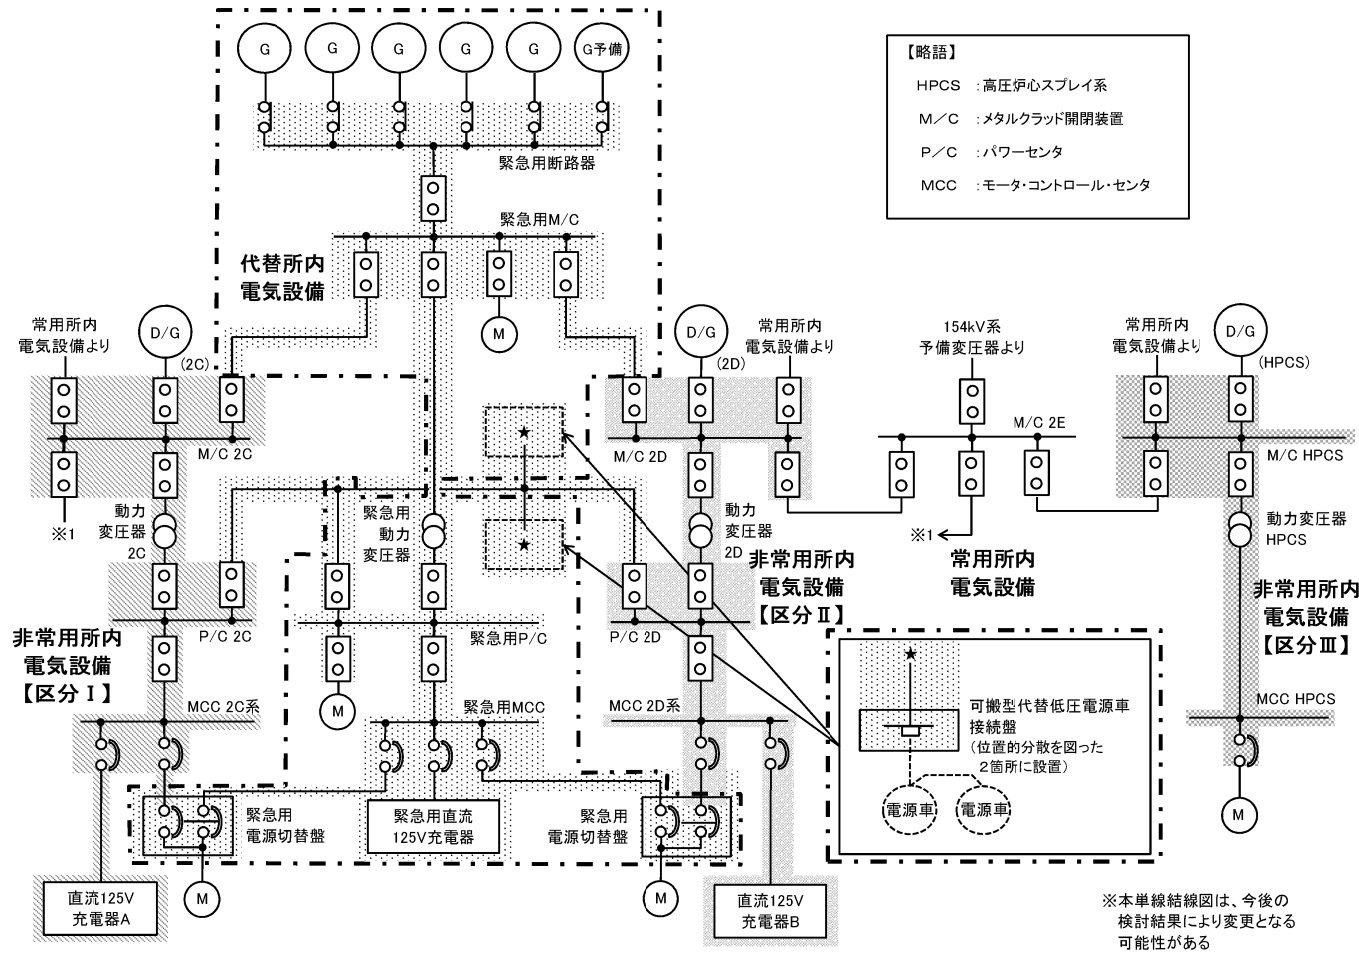 G
G
G
G
G
G予備
緊急用断路器
緊急用M/C
代替所内
電気設備
M
【略語】
HPCS :高圧炉心スプレイ系
M/C :メタルクラッド開閉装置
P/C :パワーセンタ
MCC :モータ・コントロール・センタ
常用所内
電気設備より
D/G
(2C)
M/C 2C
※1
動力
変圧器
2C
P/C 2C
非常用所内
電気設備
【区分Ⅰ】
MCC 2C系
直流125V
充電器A
M
緊急用
電源切替盤
緊急用
動力
変圧器
★
★
緊急用P/C
M
緊急用MCC
緊急用直流
125V充電器
D/G
(2D)
常用所内
電気設備より
M/C 2D
動力
変圧器
2D
P/C 2D
非常用所内
電気設備
【区分Ⅱ】
MCC 2D系
緊急用
電源切替盤
M
直流125V
充電器B
154kV系
予備変圧器より
M/C 2E
※1
常用所内
電気設備
常用所内
電気設備より
D/G
(HPCS)
M/C HPCS
動力変圧器
HPCS
非常用所内
電気設備
【区分Ⅲ】
MCC HPCS
M
★
可搬型代替低圧電源車
接続盤
(位置的分散を図った
2箇所に設置)
電源車
電源車
※本単線結線図は、今後の
検討結果により変更となる
可能性がある